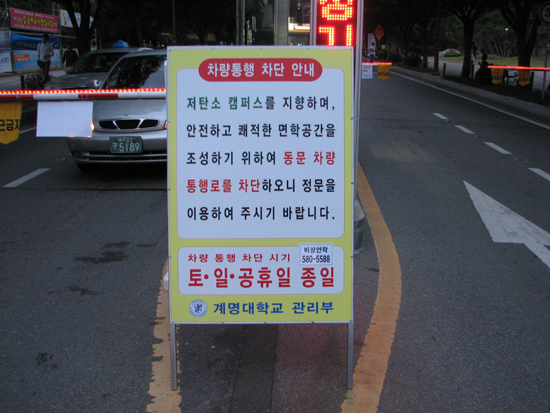 차량통행 차단 안내
저탄소 캠퍼스를 지향하며,
안전하고 쾌적한 면학공간을
조성하기 위하여 동문 차량
통행로를 차단하오니 정문을
이용하여 주시기 바랍니다.
차량 통행 차단 시기
비상연락
580-5588
토·일·공휴일 종일
계명대학교 관리부
5189